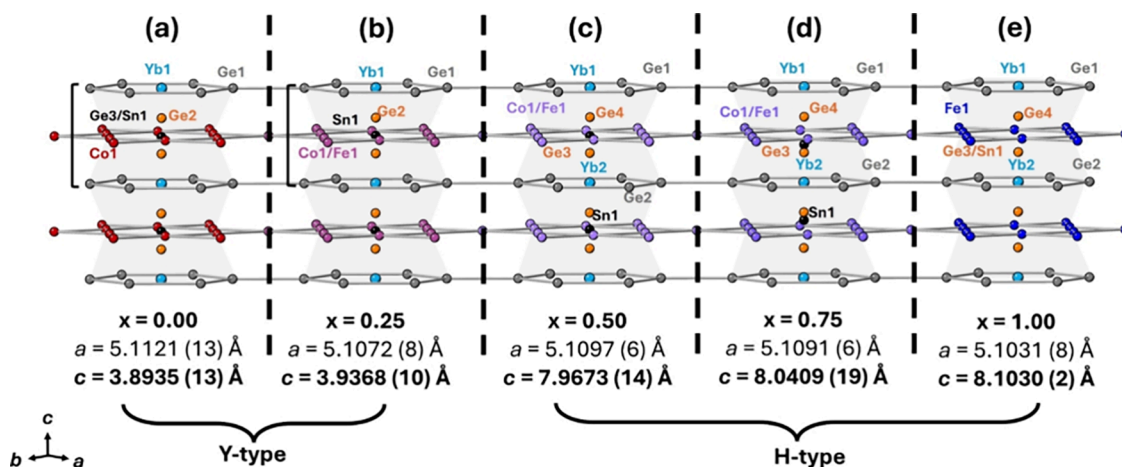 (a)
(b)
(c)
(d)
(e)
Yb1
Ge1
Yb1
Ge1
Yb1
Ge1
Yb1
Ge1
Yb1
Ge3/Sn1
Ge2
Co1
Sn1
Ge2
Co1/Fe1
Co1/Fe1
Ge4
Ge3
Yb2
Ge2
Sn1
Co1/Fe1
Ge4
Ge3
Yb2
Ge2
Sn1
Fe1
Ge4
Ge3/Sn1
Yb2
x = 0.00
a = 5.1121 (13) Å
c = 3.8935 (13) Å
x = 0.25
a = 5.1072 (8) Å
c = 3.9368 (10) Å
x = 0.50
a = 5.1097 (6) Å
c = 7.9673 (14) Å
x = 0.75
a = 5.1091 (6) Å
c = 8.0409 (19) Å
x = 1.00
a = 5.1031 (8) Å
c = 8.1030 (2) Å
c
b
a
Y-type
H-type